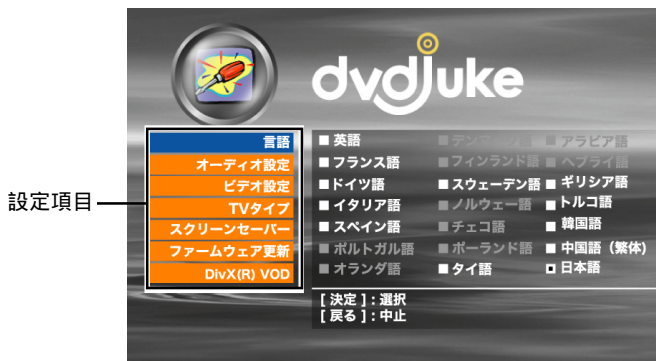 dvdjuke
設定項目
言語
オーディオ設定
ビデオ設定
TVタイプ
スクリーンセーバー
ファームウェア更新
DivX(R) VOD
英語
フランス語
ドイツ語
イタリア語
スペイン語
ポルトガル語
オランダ語
デンマーク語
フィンランド語
スウェーデン語
ノルウェー語
チェコ語
ポーランド語
タイ語
アラビア語
ヘブライ語
ギリシア語
トルコ語
韓国語
中国語（繁体)
日本語
[ 決定 ] : 選択
[ 戻る ] : 中止